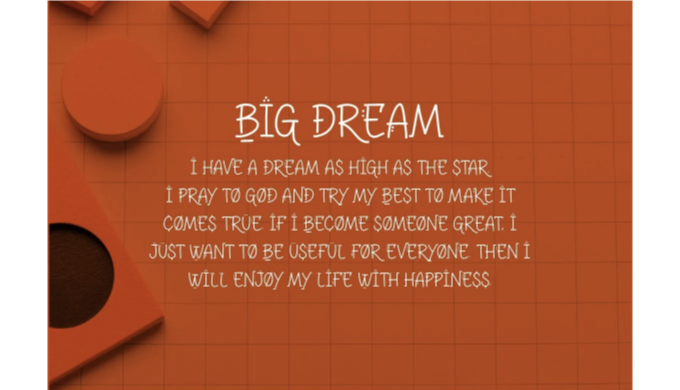 BIG DREAM
I HAVE A DREAM AS HIGH AS THE STAR
I PRAY TO GOD AND TRY MY BEST TO MAKE IT
COMES TRUE. IF I BECOME SOMEONE GREAT, I
JUST WANT TO BE USEFUL FOR EVERYONE. THEN I
WILL ENJOY MY LIFE WITH HAPPINESS.